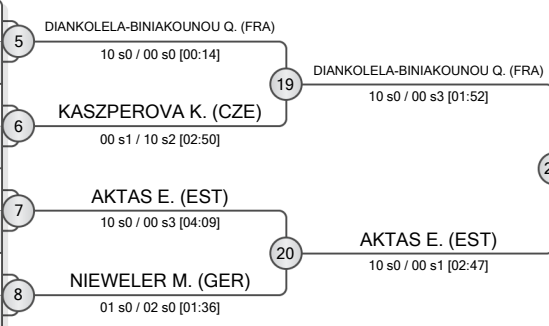 5
DIANKOLELA-BINIAKOUNOU Q. (FRA)
10 s0 / 00 s0 [00:14]
19
DIANKOLELA-BINIAKOUNOU Q. (FRA)
10 s0 / 00 s3 [01:52]
6
KASZPEROVA K. (CZE)
00 s1 / 10 s2 [02:50]
7
AKTAS E. (EST)
10 s0 / 00 s3 [04:09]
20
AKTAS E. (EST)
10 s0 / 00 s1 [02:47]
8
NIEWELER M. (GER)
01 s0 / 02 s0 [01:36]